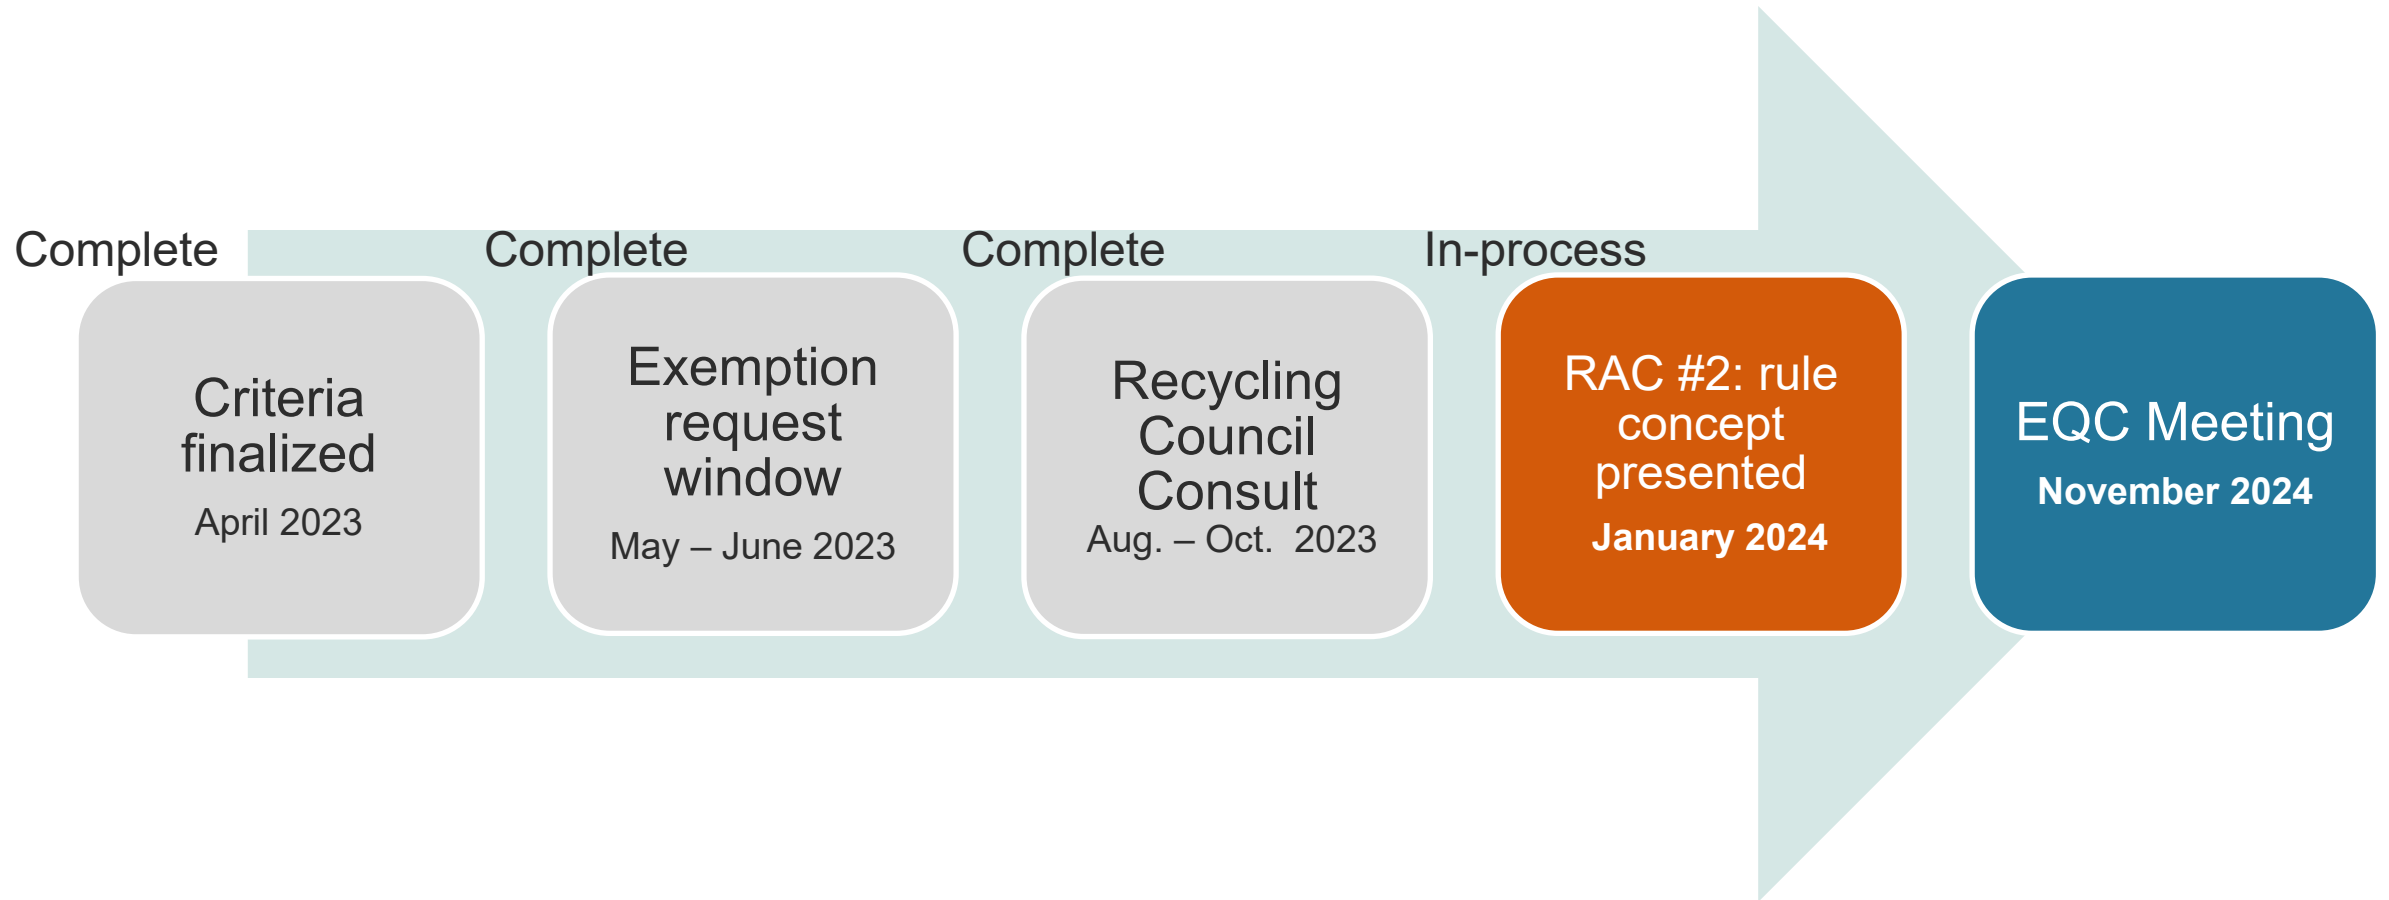 Complete
Criteria
finalized
April 2023
Complete
Exemption
request
window
May – June 2023
Complete
Recycling
Council
Consult
Aug. – Oct.  2023
In-process
RAC #2: rule
concept
presented
January 2024
EQC Meeting
November 2024